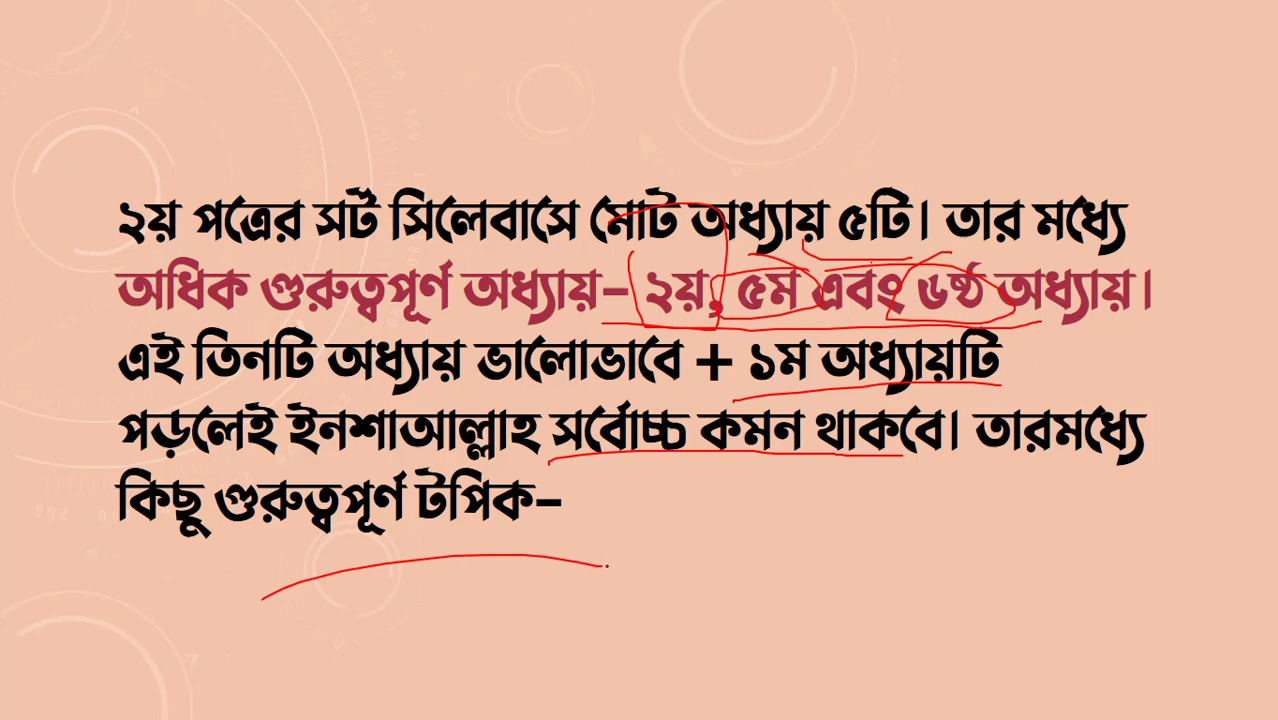 ২য় পত্রের সর্ট সিলেবাসে মোট অধ্যায় ৫টি। তার মধ্যে
অধিক গুরুত্বপূর্ণ অধ্যায়- ২য়, ৫ম এবং ৬ষ্ঠ অধ্যায়।
এই তিনটি অধ্যায় ভালোভাবে + ১ম অধ্যায়টি
পড়লেই ইনশাআল্লাহ সর্বোচ্চ কমন থাকবে। তারমধ্যে
কিছু গুরুত্বপূর্ণ টপিক-